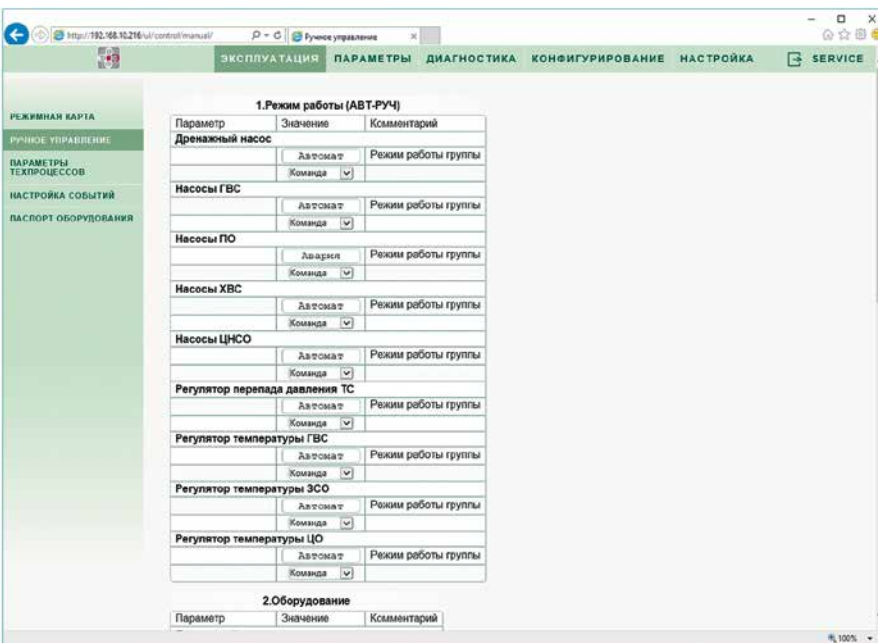 http://192.168.10.216/ui/control/manual/
Ручное управление
ЭКСПЛУАТАЦИЯ ПАРАМЕТРЫ ДИАГНОСТИКА КОНФИГУРИРОВАНИЕ НАСТРОЙКА SERVICE
РЕЖИМНАЯ КАРТА
РУЧНОЕ УПРАВЛЕНИЕ
ПАРАМЕТРЫ
ТЕХПРОЦЕССОВ
НАСТРОЙКА СОБЫТИЙ
ПАСПОРТ ОБОРУДОВАНИЯ
1.Режим работы (АВТ-РУЧ)
Параметр Значение Комментарий
Дренажный насос
Автомат Режим работы группы
Команда
Насосы ГВС
Автомат Режим работы группы
Команда
Насосы ПО
Авария Режим работы группы
Команда
Насосы ХВС
Автомат Режим работы группы
Команда
Насосы ЦНСО
Автомат Режим работы группы
Команда
Регулятор перепада давления ТС
Автомат Режим работы группы
Команда
Регулятор температуры ГВС
Автомат Режим работы группы
Команда
Регулятор температуры ЗСО
Автомат Режим работы группы
Команда
Регулятор температуры ЦО
Автомат Режим работы группы
Команда
2.Оборудование
Параметр Значение Комментарий
100%